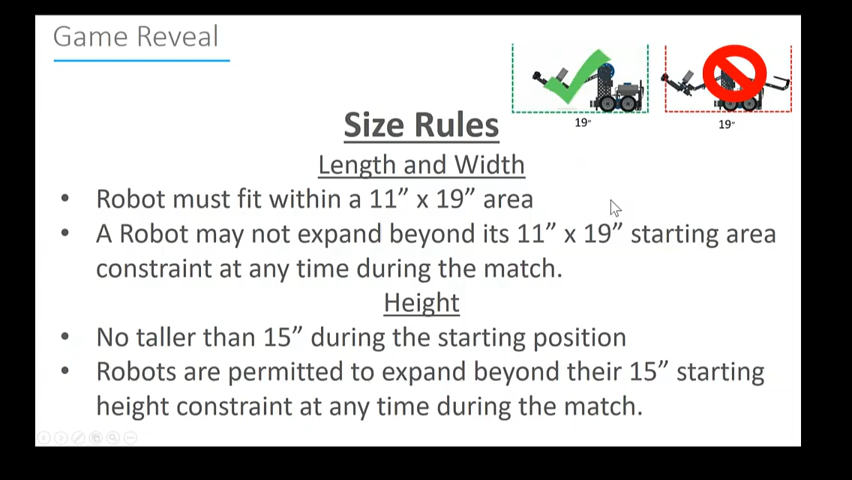 Game Reveal
19"
19"
Size Rules
Length and Width
• Robot must fit within a 11” x 19” area
• A Robot may not expand beyond its 11” x 19” starting area
constraint at any time during the match.
Height
• No taller than 15” during the starting position
• Robots are permitted to expand beyond their 15” starting
height constraint at any time during the match.